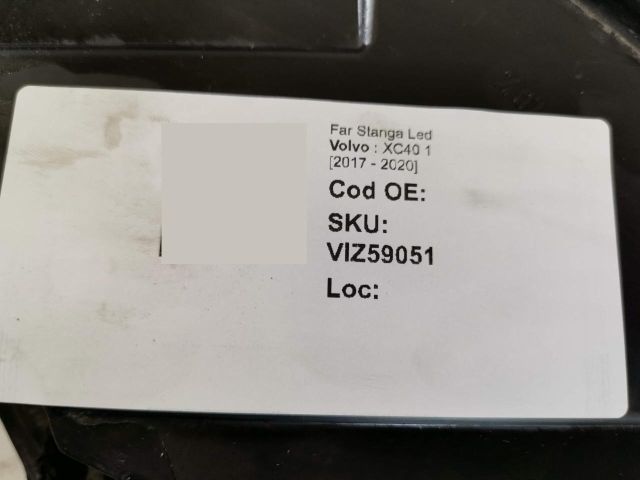 Far Stanga Led
Volvo : XC40 1
[2017 - 2020]
Cod OE:
SKU:
VIZ59051
Loc: